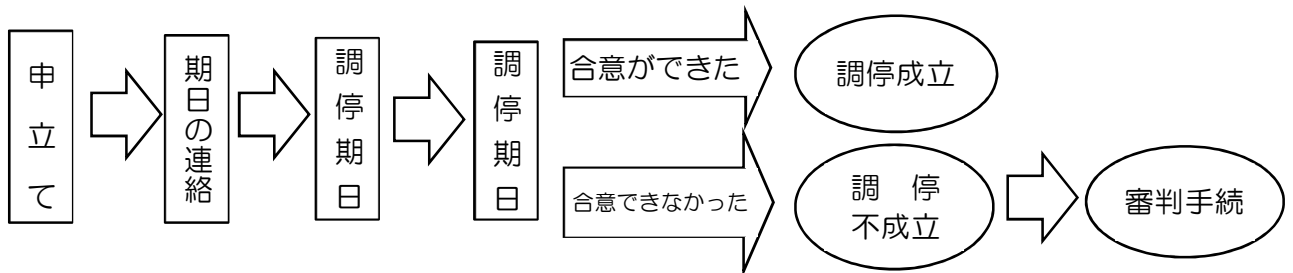 申立て
期日の連絡
調停期日
調停期日
合意ができた
調停成立
合意できなかった
調　停
不成立
審判手続